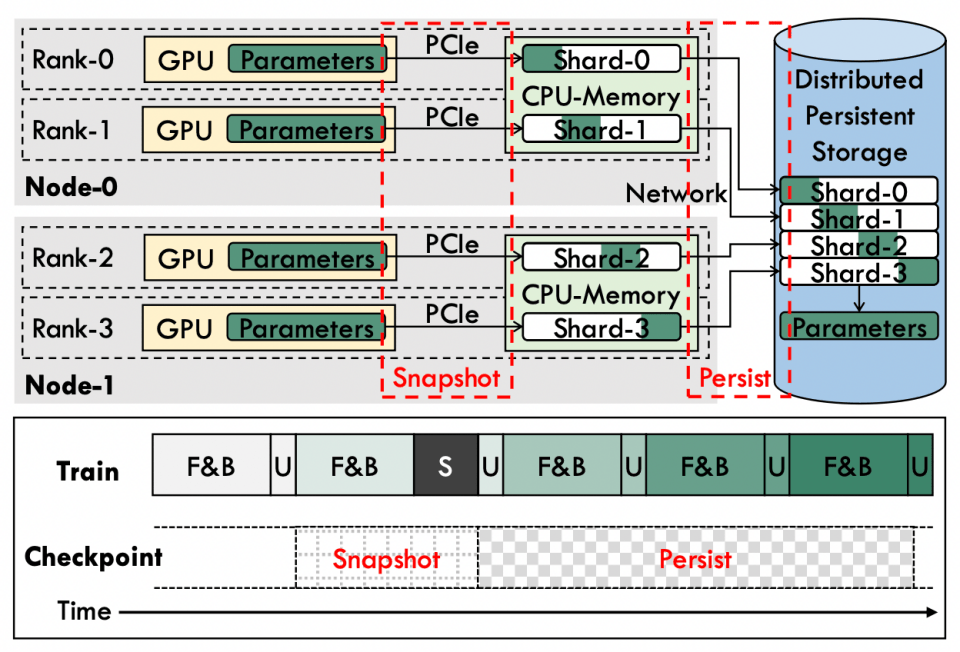 Rank-0 GPU Parameters PCIe Shard-0
CPU-Memory
Rank-1 GPU Parameters PCIe Shard-1
Node-0
Network
Rank-2 GPU Parameters PCIe Shard-2
CPU-Memory
Rank-3 GPU Parameters PCIe Shard-3
Node-1
Snapshot
Persist
Distributed
Persistent
Storage
Shard-0
Shard-1
Shard-2
Shard-3
Parameters
Train F&B U F&B S U F&B U F&B U F&B U
Checkpoint Snapshot Persist
Time